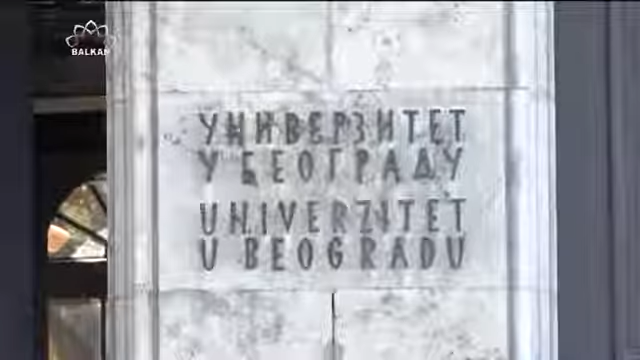 BALKAN
УНИВЕРЗИТЕТ
У БЕОГРАДУ
UNIVERZITET
U BEOGRADU